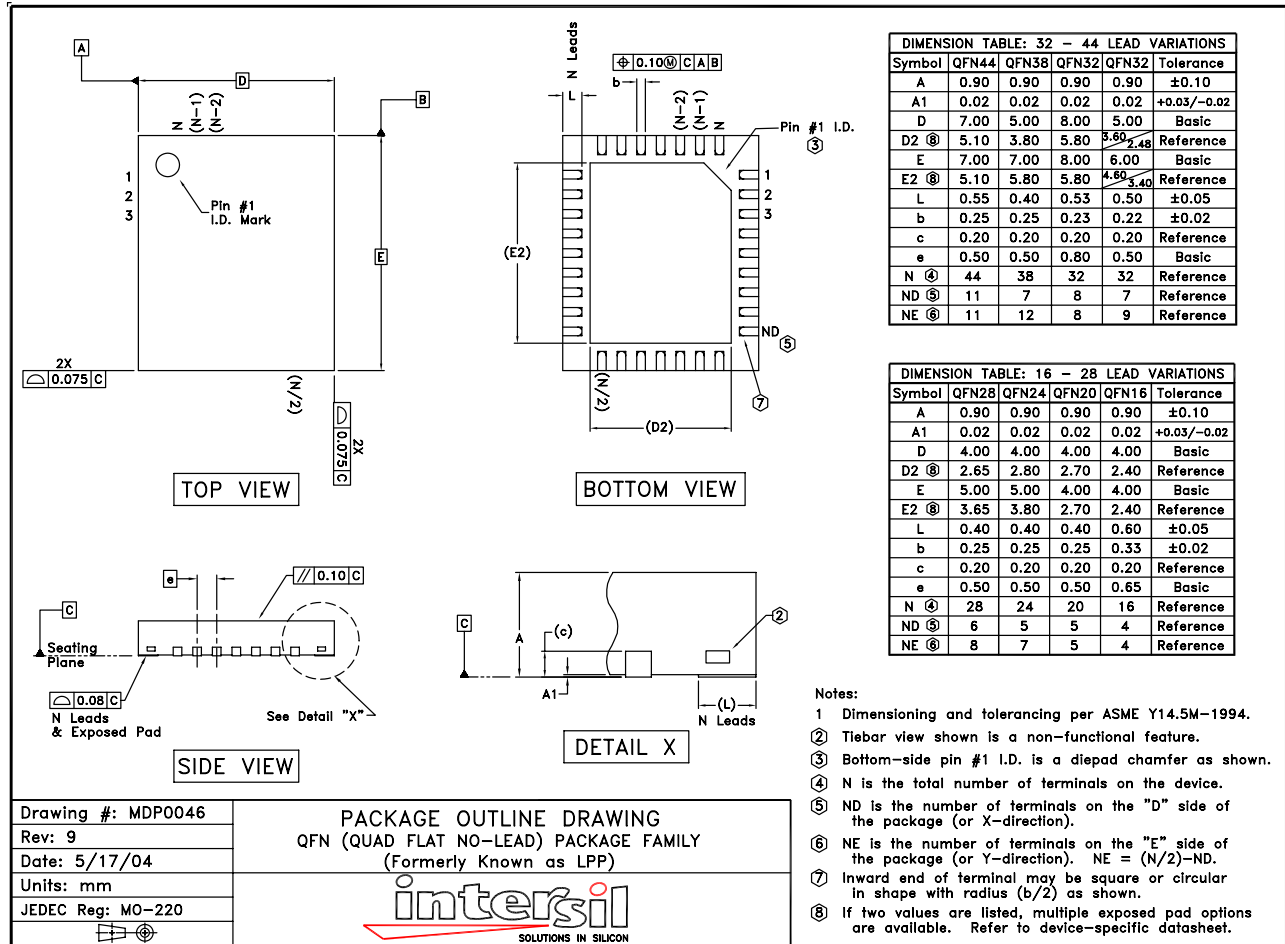 A
D
N
(N-1)
(N-2)
B
1
2
3
Pin #1
I.D. Mark
E
2X
⌓ 0.075 C
(N/2)
2X
⌓ 0.075 C
TOP VIEW
N Leads
L
b
⌖ 0.10Ⓜ C A B
(N-2)
(N-1)
N
Pin #1 I.D.
3
1
2
3
(E2)
ND
5
(N/2)
7
(D2)
BOTTOM VIEW
e
// 0.10 C
C
Seating
Plane
⌓ 0.08 C
N Leads
& Exposed Pad
See Detail "X"
SIDE VIEW
C
A
(c)
2
A1
(L)
N Leads
DETAIL X
DIMENSION TABLE: 32 - 44 LEAD VARIATIONS
Symbol QFN44 QFN38 QFN32 QFN32 Tolerance
A 0.90 0.90 0.90 0.90 ±0.10
A1 0.02 0.02 0.02 0.02 +0.03/-0.02
D 7.00 5.00 8.00 5.00 Basic
D2 ⑧ 5.10 3.80 5.80 3.60/2.48 Reference
E 7.00 7.00 8.00 6.00 Basic
E2 ⑧ 5.10 5.80 5.80 4.60/3.40 Reference
L 0.55 0.40 0.53 0.50 ±0.05
b 0.25 0.25 0.23 0.22 ±0.02
c 0.20 0.20 0.20 0.20 Reference
e 0.50 0.50 0.80 0.50 Basic
N ④ 44 38 32 32 Reference
ND ⑤ 11 7 8 7 Reference
NE ⑥ 11 12 8 9 Reference
DIMENSION TABLE: 16 - 28 LEAD VARIATIONS
Symbol QFN28 QFN24 QFN20 QFN16 Tolerance
A 0.90 0.90 0.90 0.90 ±0.10
A1 0.02 0.02 0.02 0.02 +0.03/-0.02
D 4.00 4.00 4.00 4.00 Basic
D2 ⑧ 2.65 2.80 2.70 2.40 Reference
E 5.00 5.00 4.00 4.00 Basic
E2 ⑧ 3.65 3.80 2.70 2.40 Reference
L 0.40 0.40 0.40 0.60 ±0.05
b 0.25 0.25 0.25 0.33 ±0.02
c 0.20 0.20 0.20 0.20 Reference
e 0.50 0.50 0.50 0.65 Basic
N ④ 28 24 20 16 Reference
ND ⑤ 6 5 5 4 Reference
NE ⑥ 8 7 5 4 Reference
Notes:
1 Dimensioning and tolerancing per ASME Y14.5M-1994.
② Tiebar view shown is a non-functional feature.
③ Bottom-side pin #1 I.D. is a diepad chamfer as shown.
④ N is the total number of terminals on the device.
⑤ ND is the number of terminals on the "D" side of
the package (or X-direction).
⑥ NE is the number of terminals on the "E" side of
the package (or Y-direction). NE = (N/2)-ND.
⑦ Inward end of terminal may be square or circular
in shape with radius (b/2) as shown.
⑧ If two values are listed, multiple exposed pad options
are available. Refer to device-specific datasheet.
Drawing #: MDP0046
Rev: 9
Date: 5/17/04
Units: mm
JEDEC Reg: MO-220
PACKAGE OUTLINE DRAWING
QFN (QUAD FLAT NO-LEAD) PACKAGE FAMILY
(Formerly Known as LPP)
intersil
SOLUTIONS IN SILICON